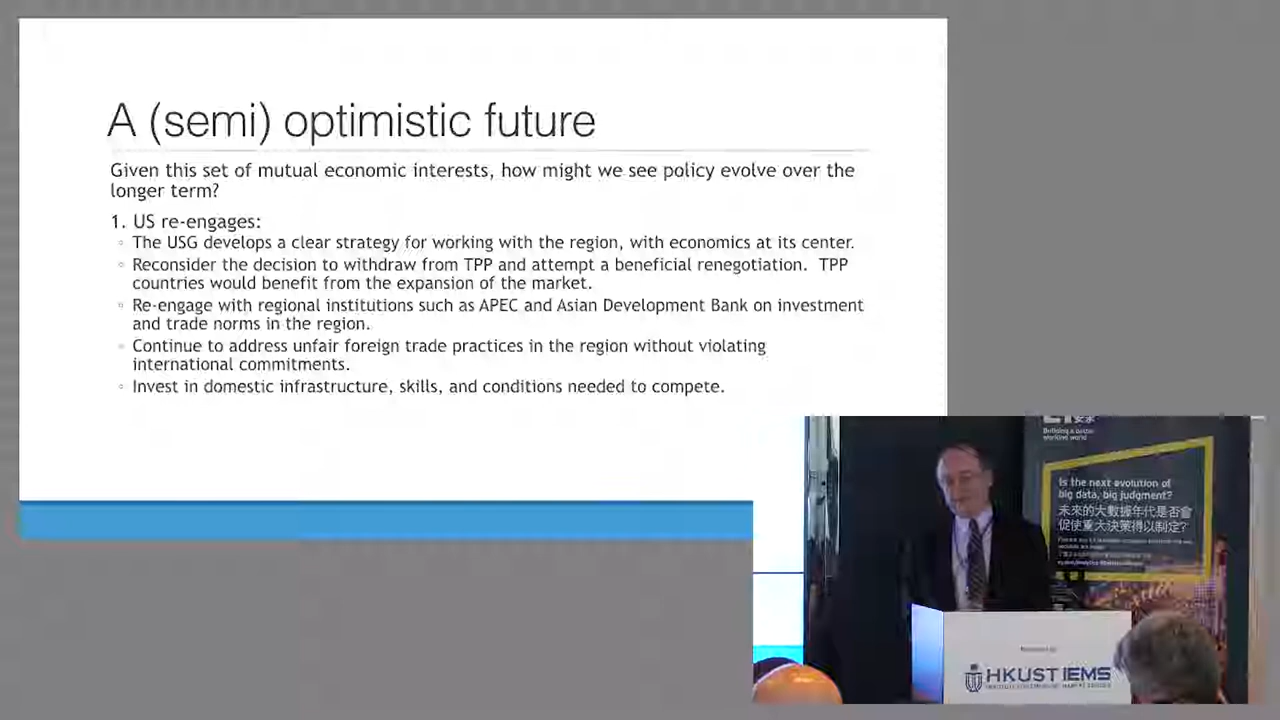 A (semi) optimistic future
Given this set of mutual economic interests, how might we see policy evolve over the
longer term?
1. US re-engages:
◦ The USG develops a clear strategy for working with the region, with economics at its center.
◦ Reconsider the decision to withdraw from TPP and attempt a beneficial renegotiation. TPP
countries would benefit from the expansion of the market.
◦ Re-engage with regional institutions such as APEC and Asian Development Bank on investment
and trade norms in the region.
◦ Continue to address unfair foreign trade practices in the region without violating
international commitments.
◦ Invest in domestic infrastructure, skills, and conditions needed to compete.
Building a better
working world
Is the next evolution of
big data, big judgment?
未來的大數據年代是否會
促使重大決策得以制定?
HKUST IEMS